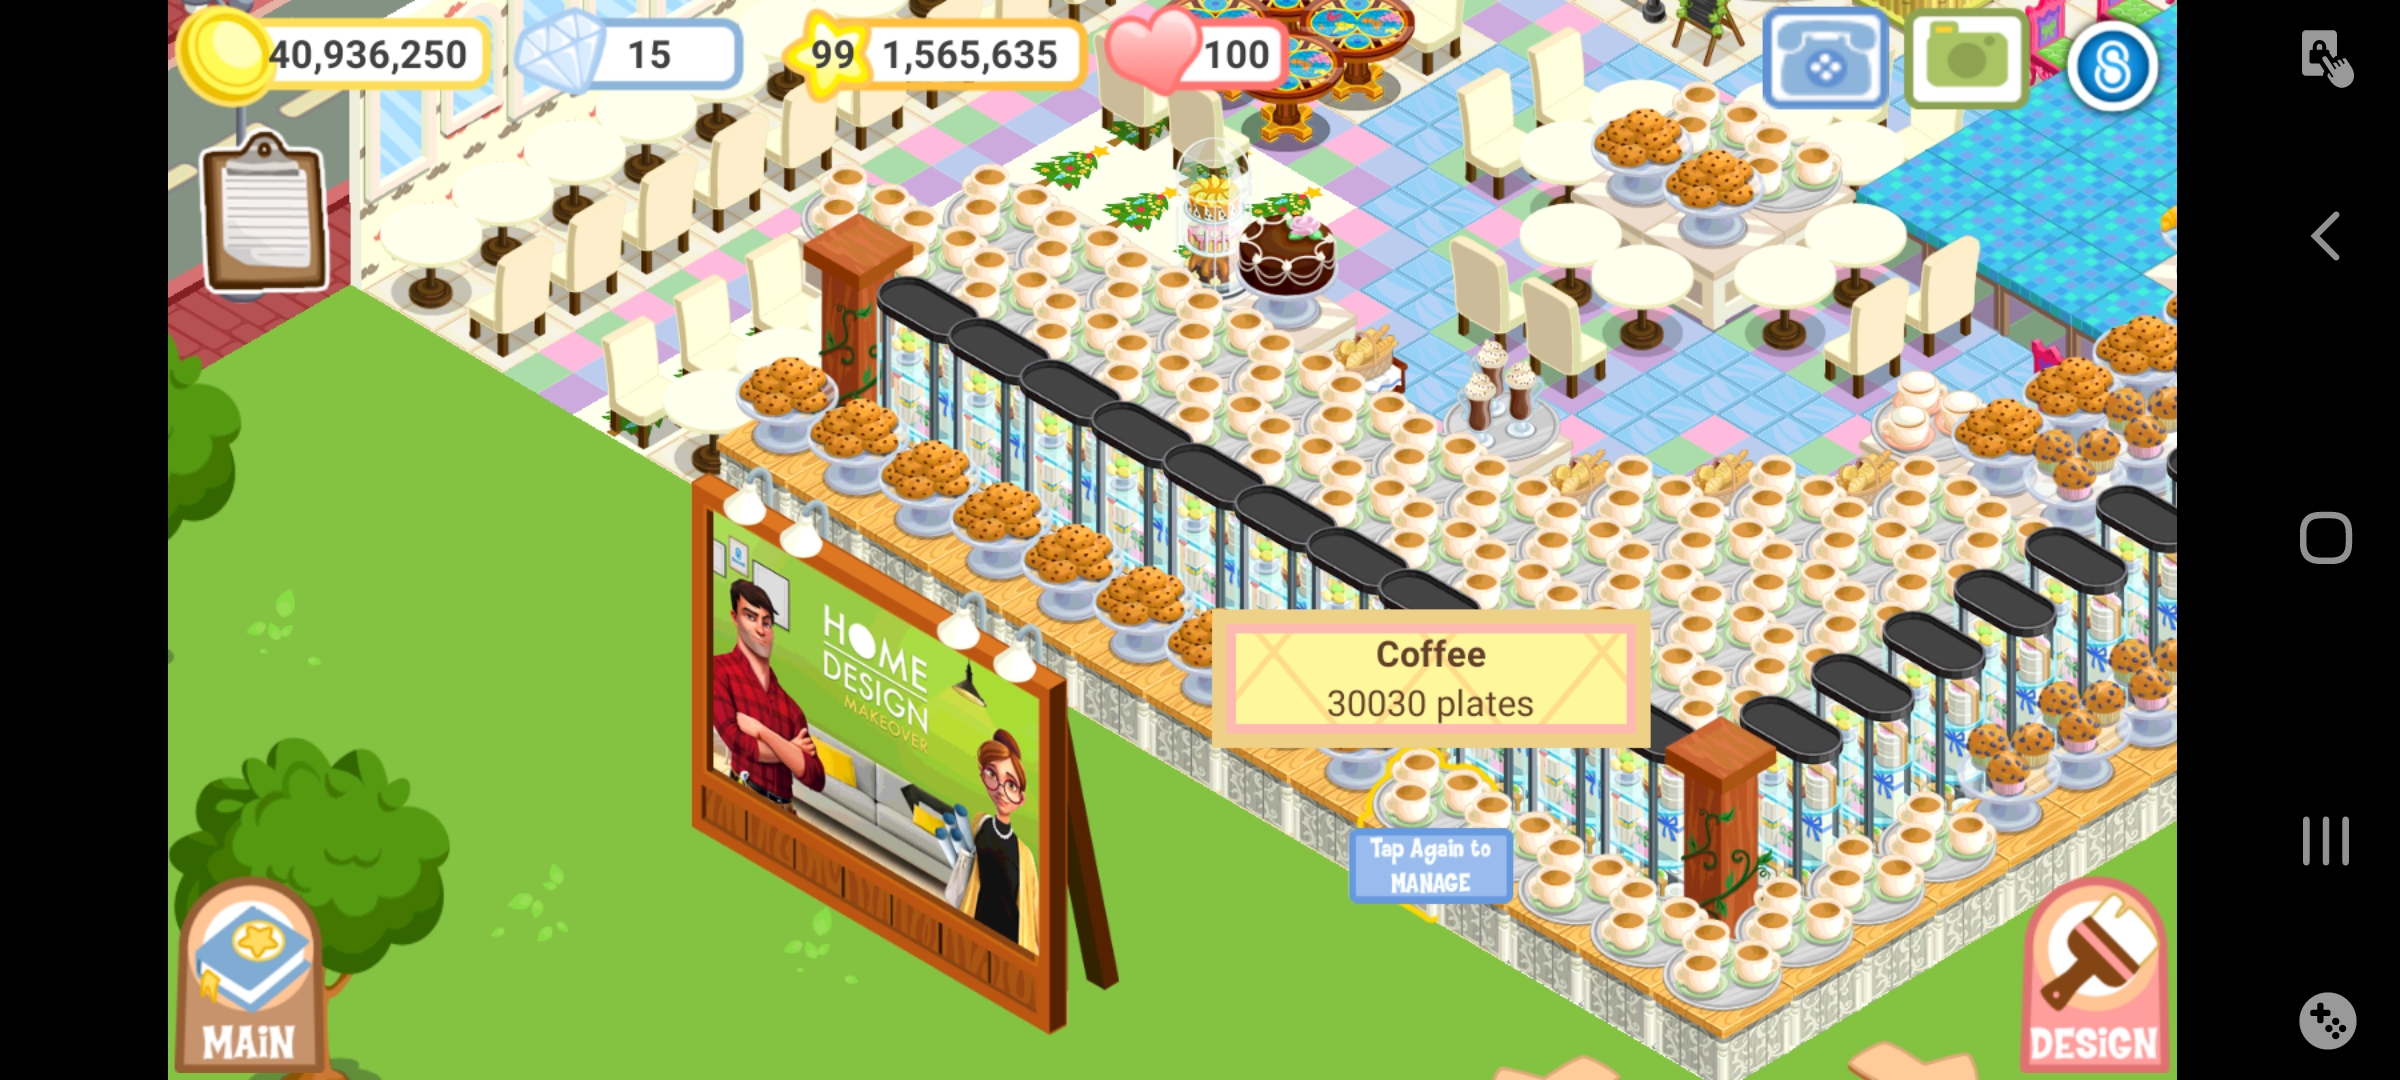 40,936,250
15
99
1,565,635
100
HOME
DESIGN
MAKEOVER
Coffee
30030 plates
Tap Again to
MANAGE
MAiN
DESiGN